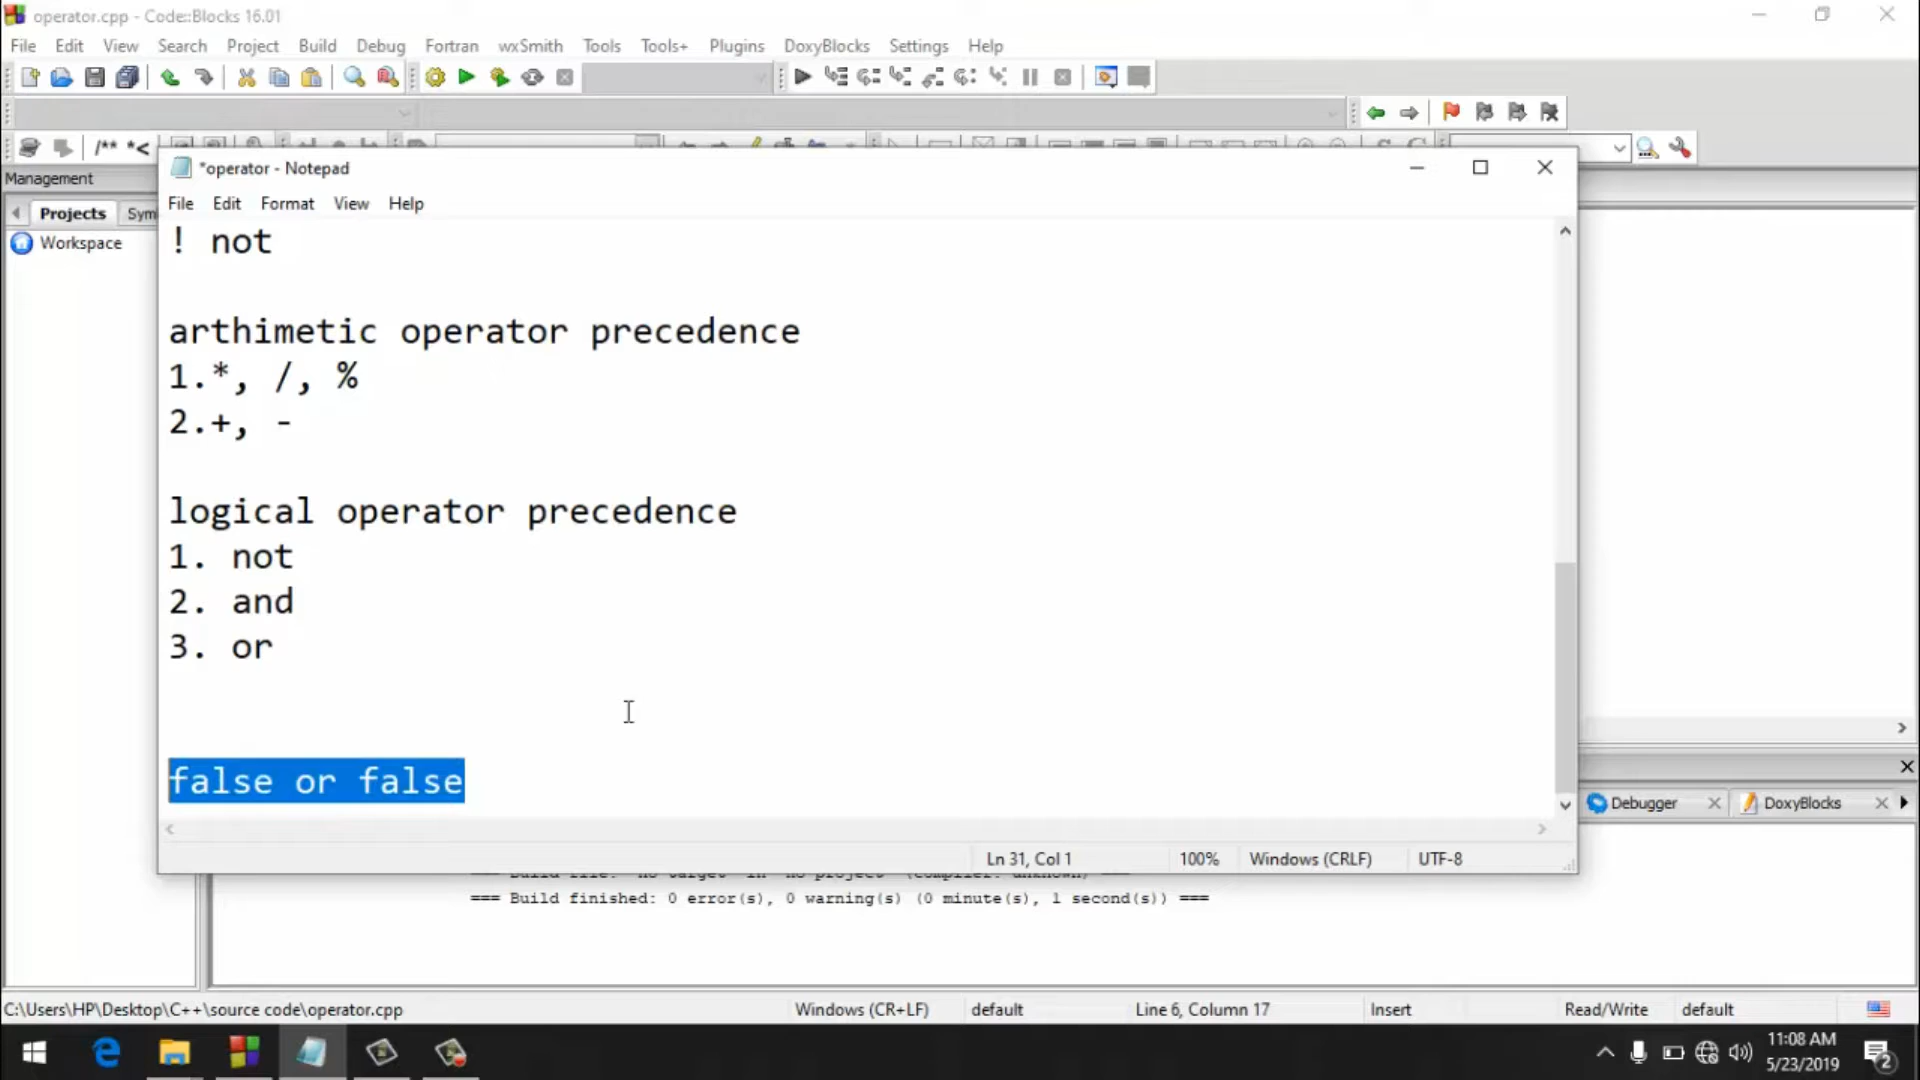 operator.cpp - Code::Blocks 16.01
File Edit View Search Project Build Debug Fortran wxSmith Tools Tools+ Plugins DoxyBlocks Settings Help
/** *<
*operator - Notepad
Management
File Edit Format View Help
Projects Sym
Workspace
! not
arthimetic operator precedence
1.*, /, %
2.+, -
logical operator precedence
1. not
2. and
3. or
false or false
Debugger DoxyBlocks
Ln 31, Col 1 100% Windows (CRLF) UTF-8
=== Build finished: 0 error(s), 0 warning(s) (0 minute(s), 1 second(s)) ===
C:\Users\HP\Desktop\C++\source code\operator.cpp Windows (CR+LF) default Line 6, Column 17 Insert Read/Write default
11:08 AM
5/23/2019
2